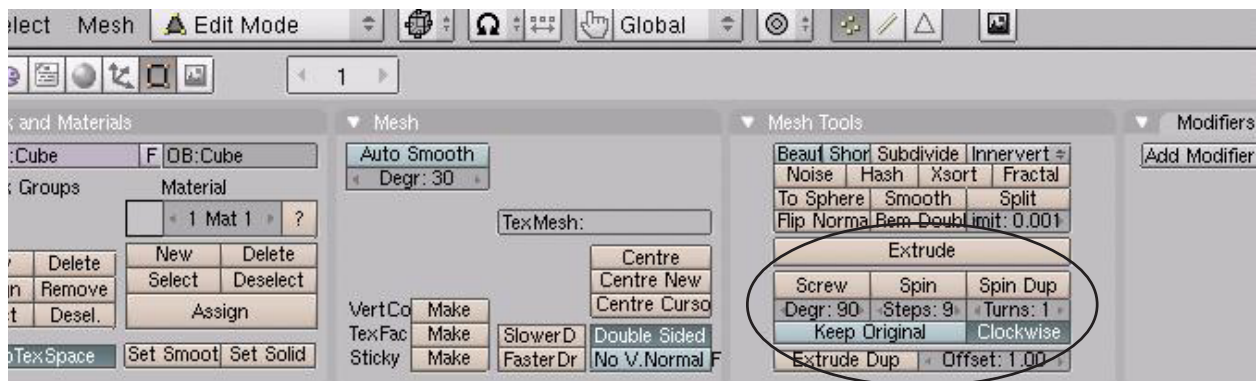 elect Mesh Edit Mode Global
1
k and Materials Mesh Mesh Tools Modifiers
:Cube F OB:Cube Auto Smooth Beaut Shor Subdivide Innervert Add Modifier
Degr: 30 Noise Hash Xsort Fractal
Groups Material To Sphere Smooth Split
1 Mat 1 ? TexMesh: Flip Norma Rem Doubl Limit: 0.001
New Delete Extrude
Delete Centre
Select Deselect Centre New Screw Spin Spin Dup
Remove
Desel. Assign VertCo Make Centre Curso Degr: 90 Steps: 9 Turns: 1
TexFac Make SlowerD Double Sided Keep Original Clockwise
oTexSpace Set Smoot Set Solid Sticky Make FasterDr No V.Normal F Extrude Dup Offset: 1.00